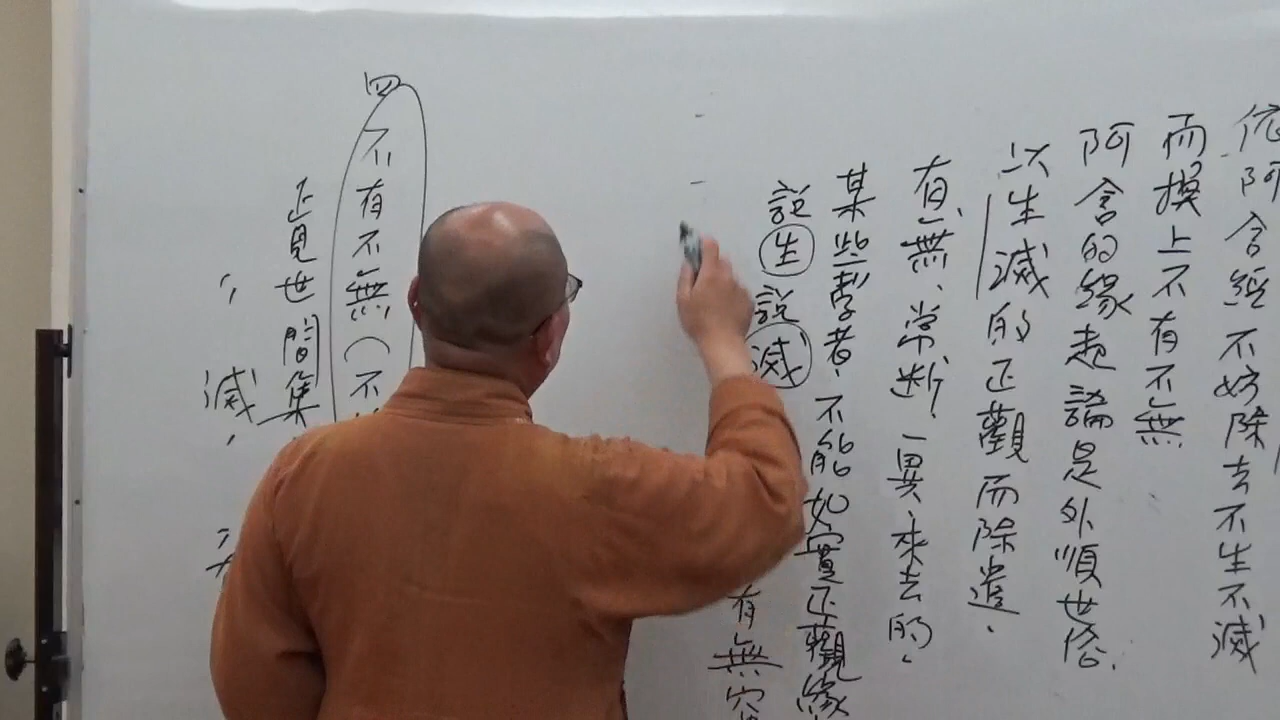 依阿含經不妨除去不生不滅
而換上不有不無
阿含的緣起論是外順世俗
以生滅的正觀而除遣
有、無、常斷、一異、來去的、
某些學者、不能如實正觀緣
說生說滅
有無
四 不有不無(不
正見世間集
滅